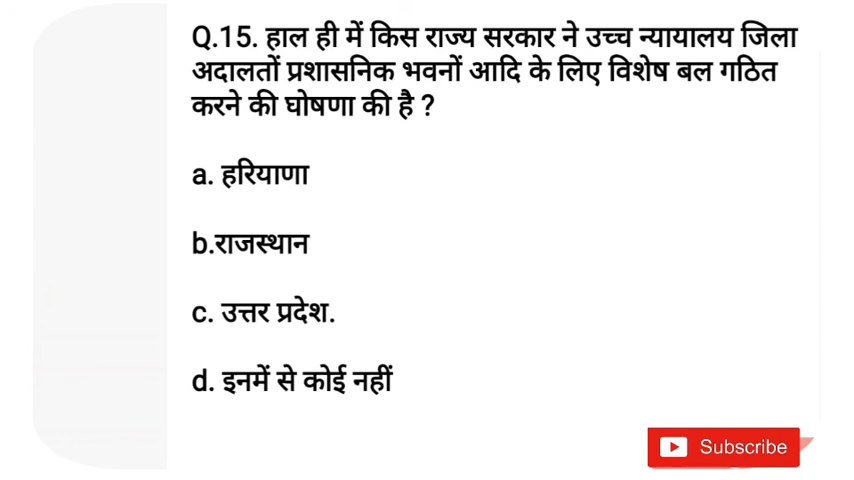 Q.15. हाल ही में किस राज्य सरकार ने उच्च न्यायालय जिला
अदालतों प्रशासनिक भवनों आदि के लिए विशेष बल गठित
करने की घोषणा की है ?
a. हरियाणा
b.राजस्थान
c. उत्तर प्रदेश.
d. इनमें से कोई नहीं
Subscribe